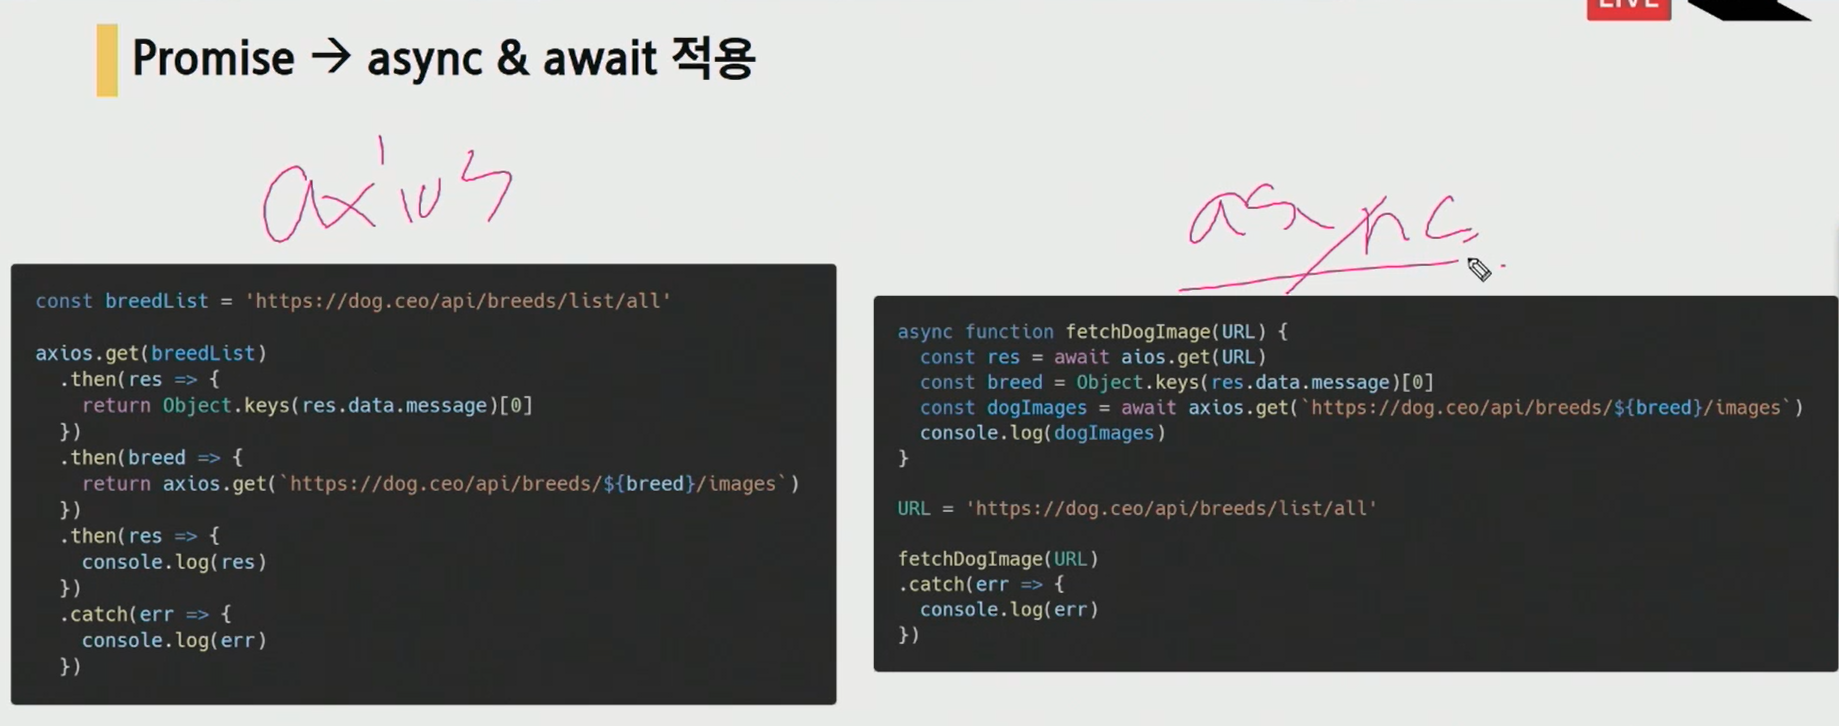 LIVE
Promise → async & await 적용
axios
async
const breedList = 'https://dog.ceo/api/breeds/list/all'
axios.get(breedList)
.then(res => {
return Object.keys(res.data.message)[0]
})
.then(breed => {
return axios.get(`https://dog.ceo/api/breeds/${breed}/images`)
})
.then(res => {
console.log(res)
})
.catch(err => {
console.log(err)
})
async function fetchDogImage(URL) {
const res = await aios.get(URL)
const breed = Object.keys(res.data.message)[0]
const dogImages = await axios.get(`https://dog.ceo/api/breeds/${breed}/images`)
console.log(dogImages)
}
URL = 'https://dog.ceo/api/breeds/list/all'
fetchDogImage(URL)
.catch(err => {
console.log(err)
})